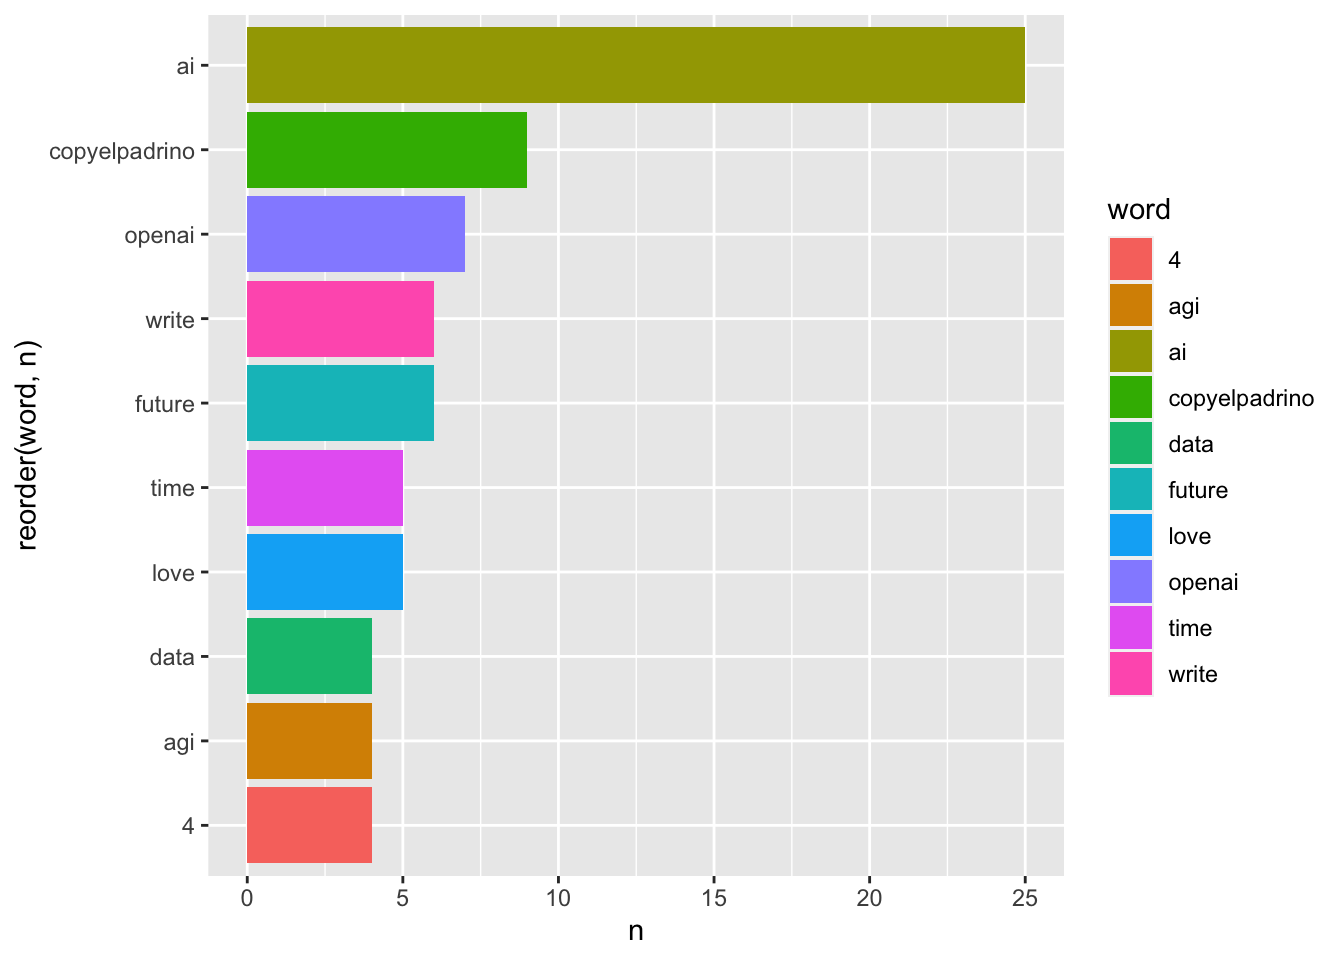 ai
copyelpadrino
openai
write
future
time
love
data
agi
4
reorder(word, n)
0 5 10 15 20 25
n
word
4
agi
ai
copyelpadrino
data
future
love
openai
time
write